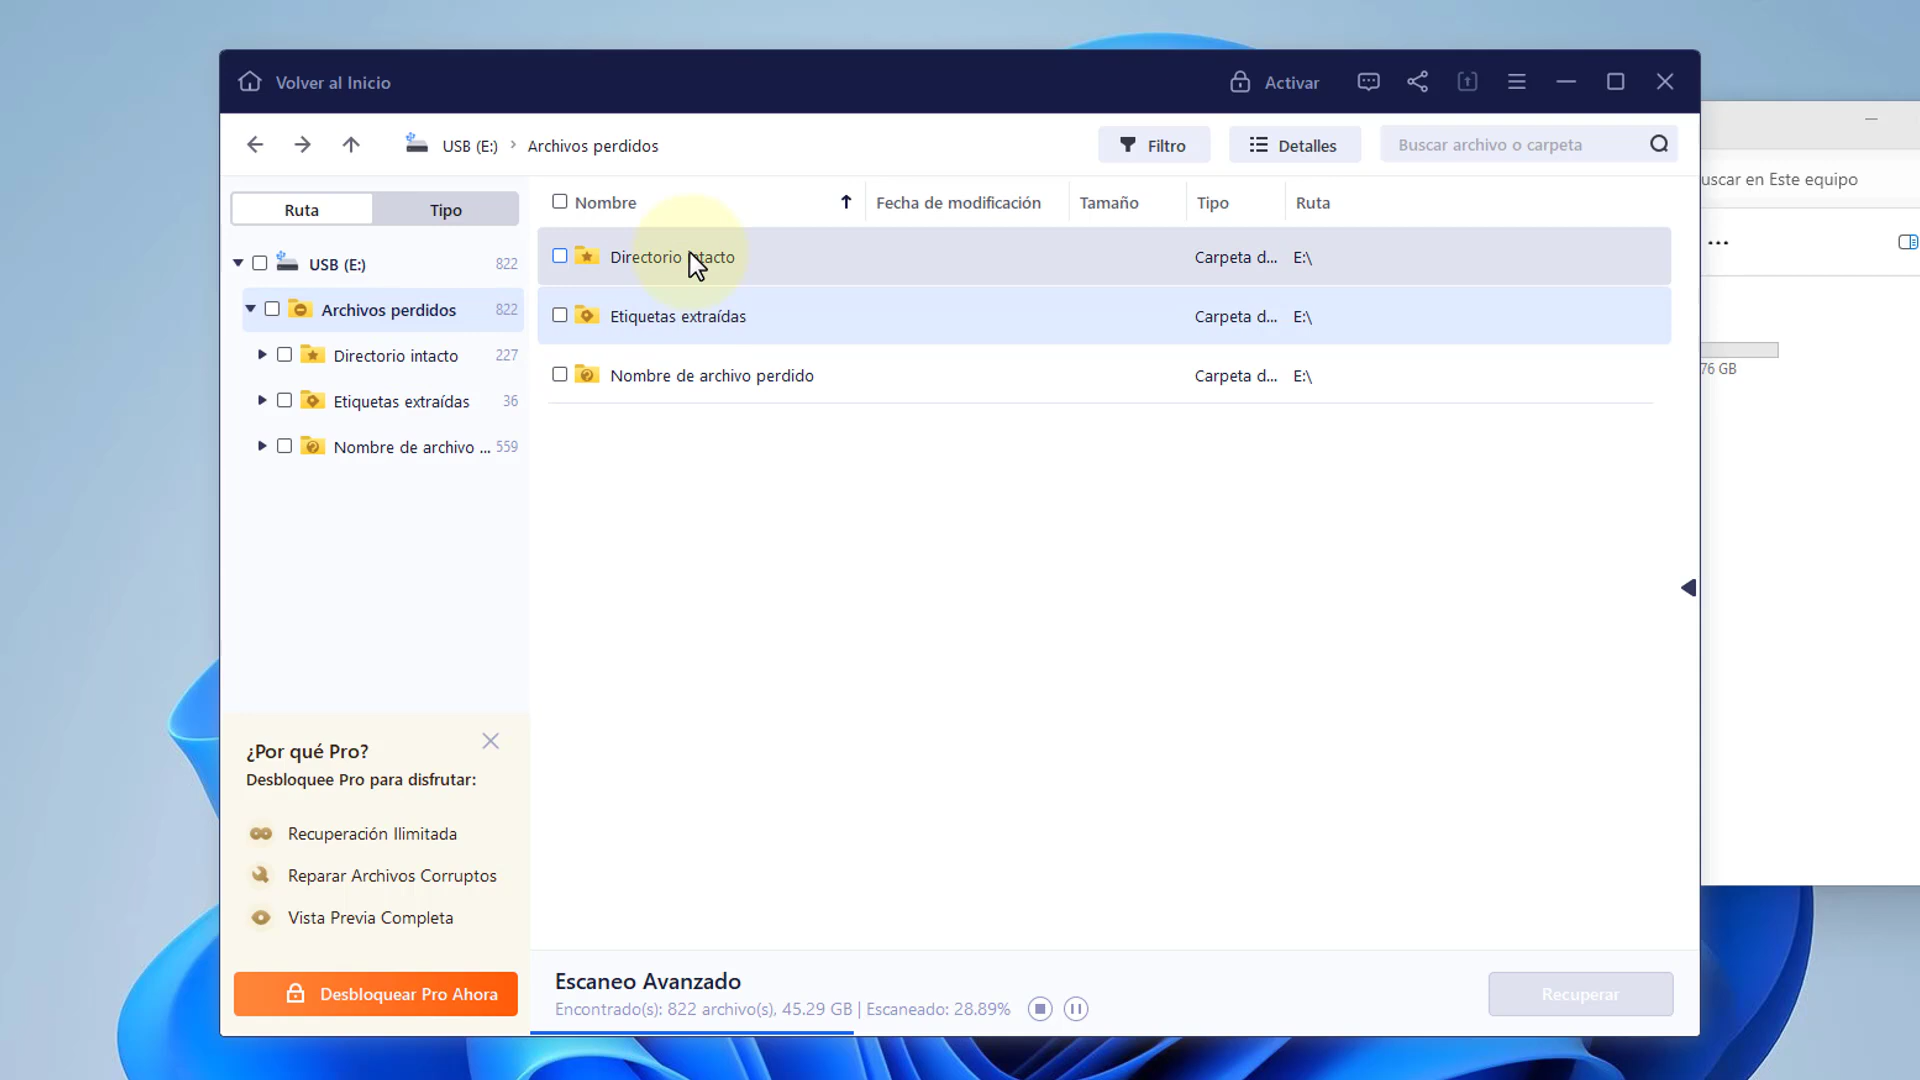 Volver al Inicio
Activar
USB (E:) › Archivos perdidos
Filtro
Detalles
Buscar archivo o carpeta
Ruta
Tipo
USB (E:) 822
Archivos perdidos 822
Directorio intacto 227
Etiquetas extraídas 36
Nombre de archivo ... 559
Nombre
Fecha de modificación
Tamaño
Tipo
Ruta
Directorio intacto Carpeta d... E:\
Etiquetas extraídas Carpeta d... E:\
Nombre de archivo perdido Carpeta d... E:\
¿Por qué Pro?
Desbloquee Pro para disfrutar:
Recuperación Ilimitada
Reparar Archivos Corruptos
Vista Previa Completa
Desbloquear Pro Ahora
Escaneo Avanzado
Encontrado(s): 822 archivo(s), 45.29 GB | Escaneado: 28.89%
Recuperar
uscar en Este equipo
...
76 GB